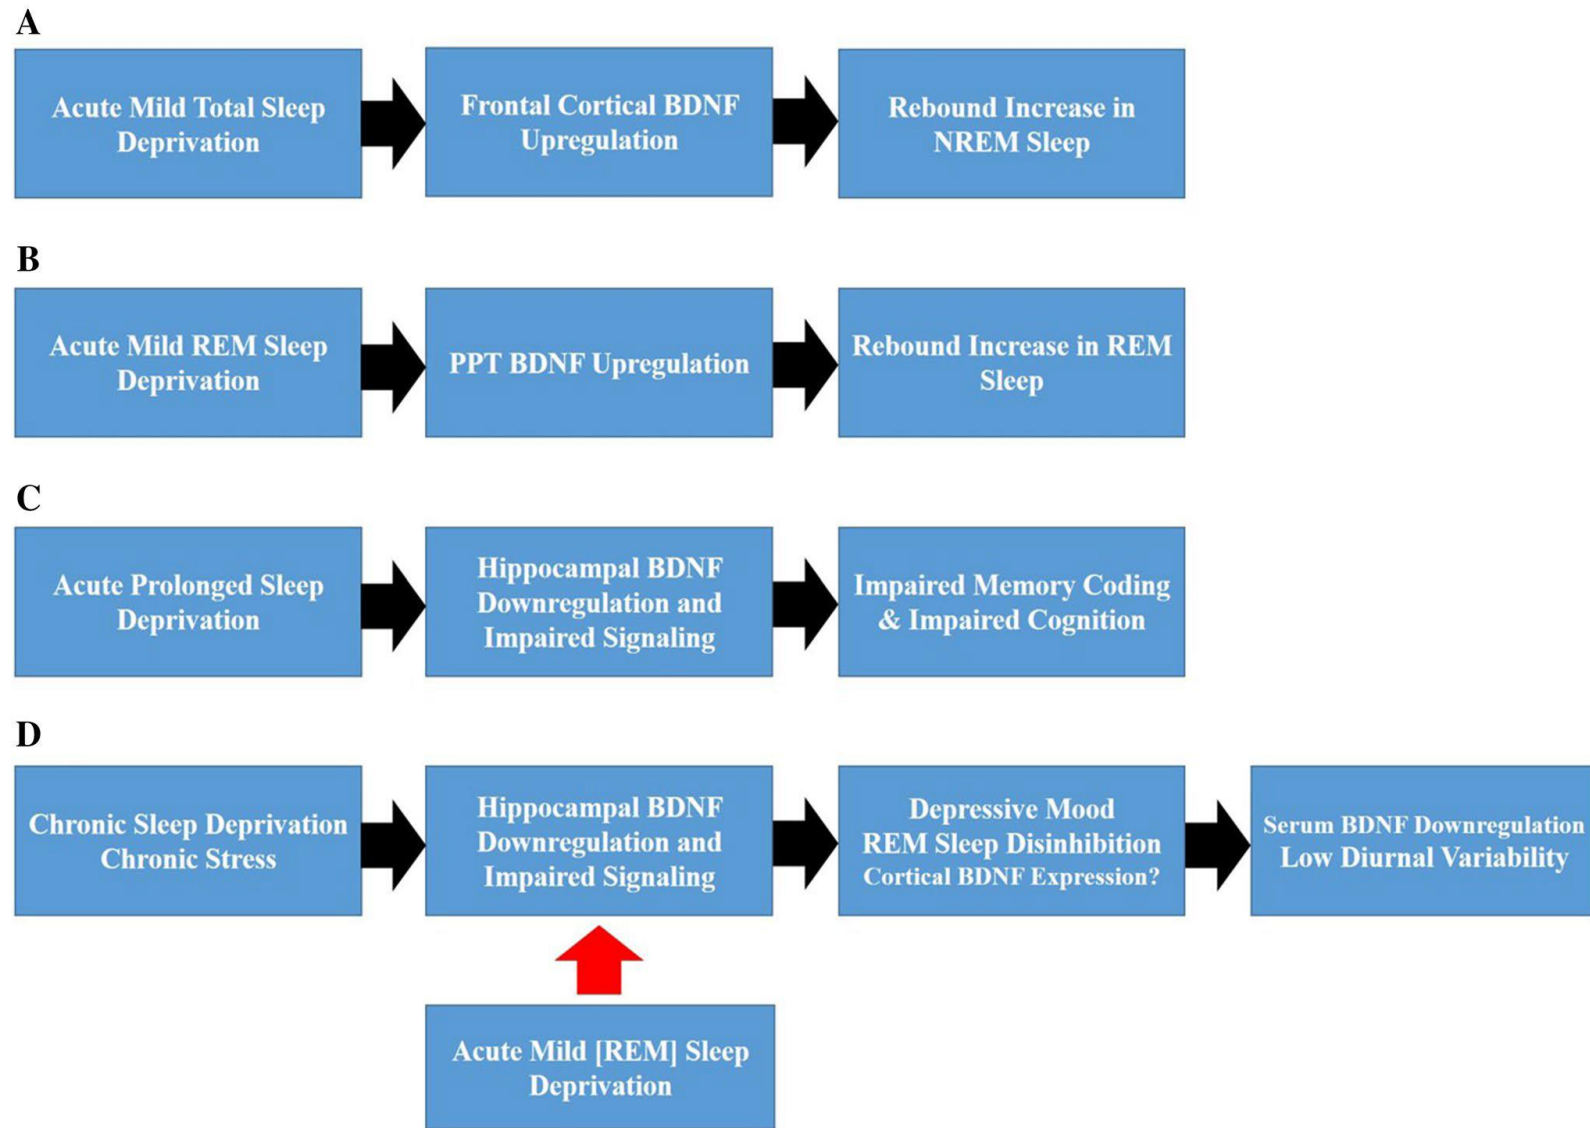 A
Acute Mild Total Sleep
Deprivation
Frontal Cortical BDNF
Upregulation
Rebound Increase in
NREM Sleep
B
Acute Mild REM Sleep
Deprivation
PPT BDNF Upregulation
Rebound Increase in REM
Sleep
C
Acute Prolonged Sleep
Deprivation
Hippocampal BDNF
Downregulation and
Impaired Signaling
Impaired Memory Coding
& Impaired Cognition
D
Chronic Sleep Deprivation
Chronic Stress
Hippocampal BDNF
Downregulation and
Impaired Signaling
Depressive Mood
REM Sleep Disinhibition
Cortical BDNF Expression?
Serum BDNF Downregulation
Low Diurnal Variability
Acute Mild [REM] Sleep
Deprivation